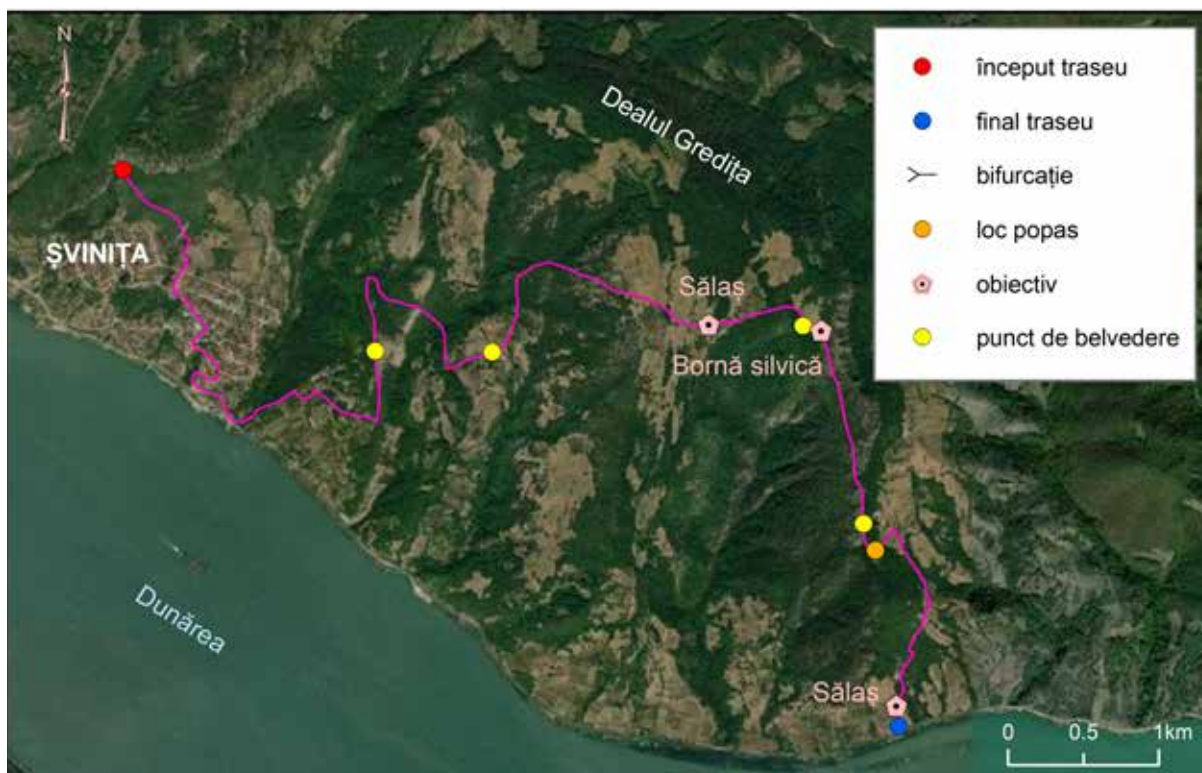 N
Dealul Gredița
ȘVINIȚA
Sălaș
Bornă silvică
Dunărea
Sălaș
0 0.5 1km
început traseu
final traseu
bifurcație
loc popas
obiectiv
punct de belvedere